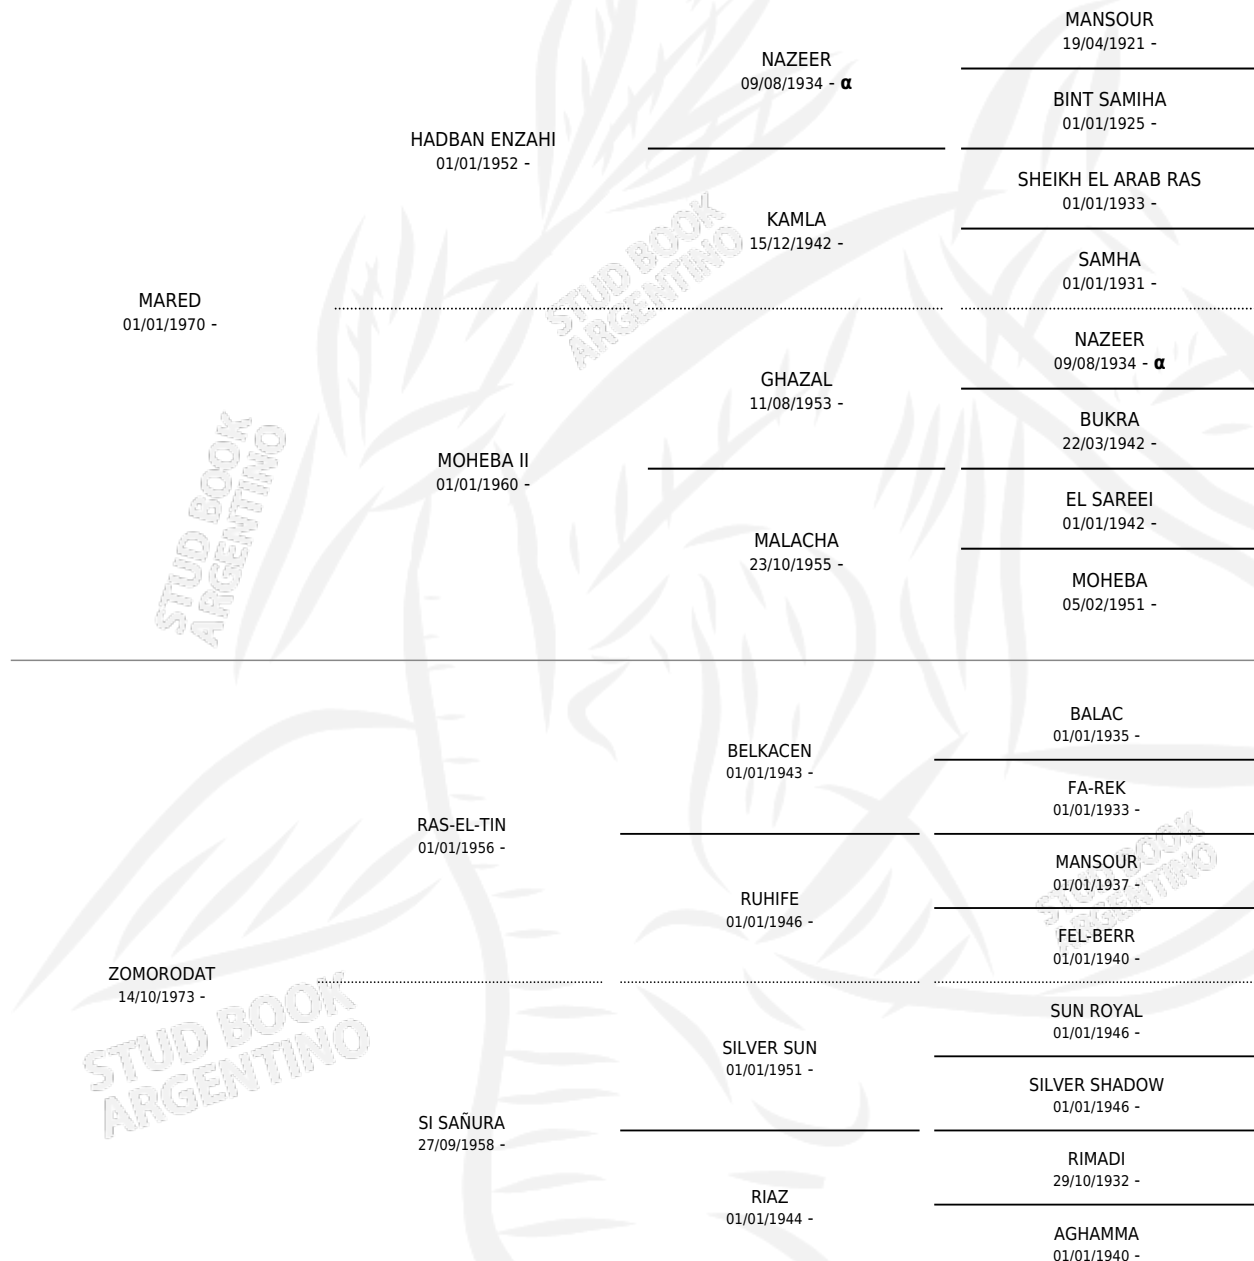 MANSOUR
19/04/1921 -
NAZEER
09/08/1934 - α
BINT SAMIHA
01/01/1925 -
HADBAN ENZAHI
01/01/1952 -
SHEIKH EL ARAB RAS
01/01/1933 -
KAMLA
15/12/1942 -
SAMHA
01/01/1931 -
MARED
01/01/1970 -
NAZEER
09/08/1934 - α
GHAZAL
11/08/1953 -
BUKRA
22/03/1942 -
MOHEBA II
01/01/1960 -
EL SAREEI
01/01/1942 -
MALACHA
23/10/1955 -
MOHEBA
05/02/1951 -
BALAC
01/01/1935 -
BELKACEN
01/01/1943 -
FA-REK
01/01/1933 -
RAS-EL-TIN
01/01/1956 -
MANSOUR
01/01/1937 -
RUHIFE
01/01/1946 -
FEL-BERR
01/01/1940 -
ZOMORODAT
14/10/1973 -
SUN ROYAL
01/01/1946 -
SILVER SUN
01/01/1951 -
SILVER SHADOW
01/01/1946 -
SI SAÑURA
27/09/1958 -
RIMADI
29/10/1932 -
RIAZ
01/01/1944 -
AGHAMMA
01/01/1940 -
STUD BOOK
ARGENTINO
STUD BOOK
ARGENTINO
STUD BOOK
ARGENTINO
STUD BOOK
ARGENTINO